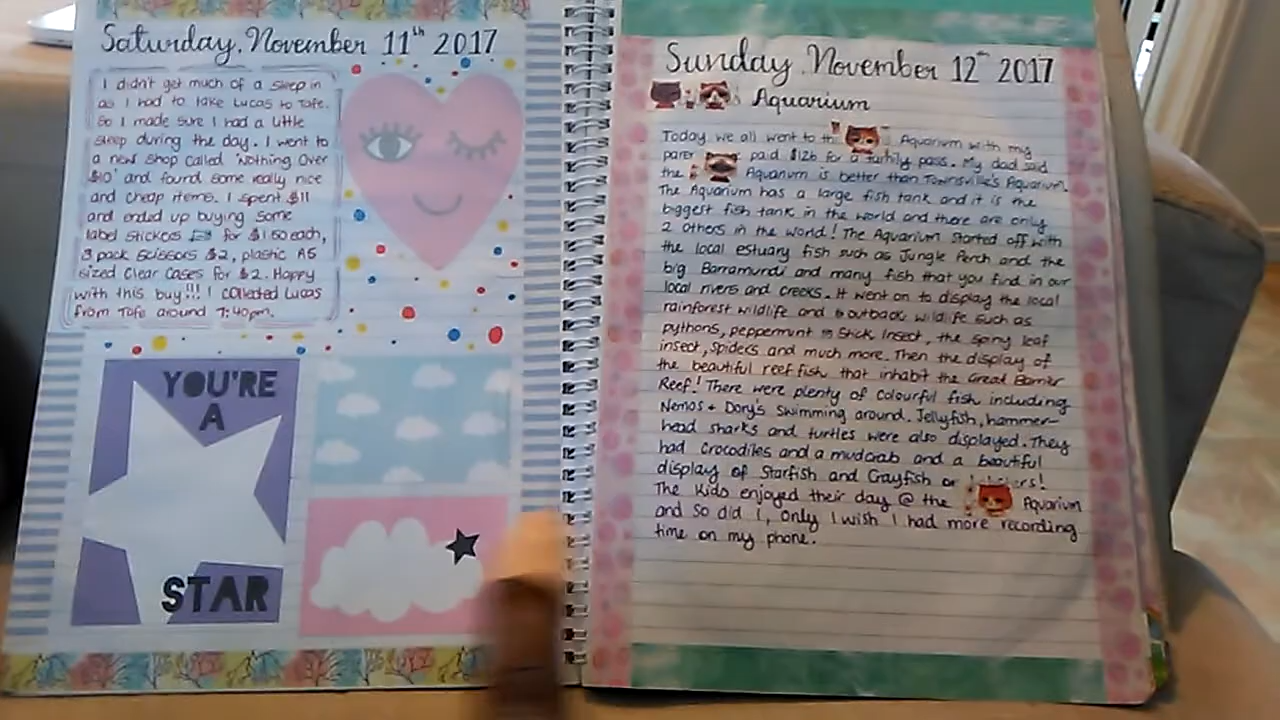 Saturday, November 11th 2017
I didn't get much of a sleep in
as I had to take Lucas to Tafe.
So I made sure I had a little
sleep during the day. I went to
a new shop called 'Nothing Over
$10' and found some really nice
and cheap items. I spent $11
and ended up buying some
label stickers for $1.50 each,
3 pack scissors $2, plastic A5
sized clear cases for $2. Happy
with this buy!!! I collected Lucas
from Tafe around 7:40pm.
YOU'RE
A
STAR
Sunday, November 12th 2017
Aquarium
Today we all went to th Aquarium with my
paren paid $126 for a family pass. My dad said
the Aquarium is better than Townsville's Aquarium.
The Aquarium has a large fish tank and it is the
biggest fish tank in the world and there are only
2 others in the world! The Aquarium started off with
the local estuary fish such as Jungle Perch and the
big Barramundi and many fish that you find in our
local rivers and creeks. It went on to display the local
rainforest wildlife and outback wildlife such as
pythons, peppermint stick insect, the spiny leaf
insect, spiders and much more. Then the display of
the beautiful reef fish that inhabit the Great Barrier
Reef! There were plenty of colourful fish including
Nemos + Dory's swimming around. Jellyfish, hammer-
head sharks and turtles were also displayed. They
had Crocodiles and a mudcrab and a beautiful
display of Starfish and Crayfish or
The Kids enjoyed their day @ the Aquarium
and so did I, only I wish I had more recording
time on my phone.